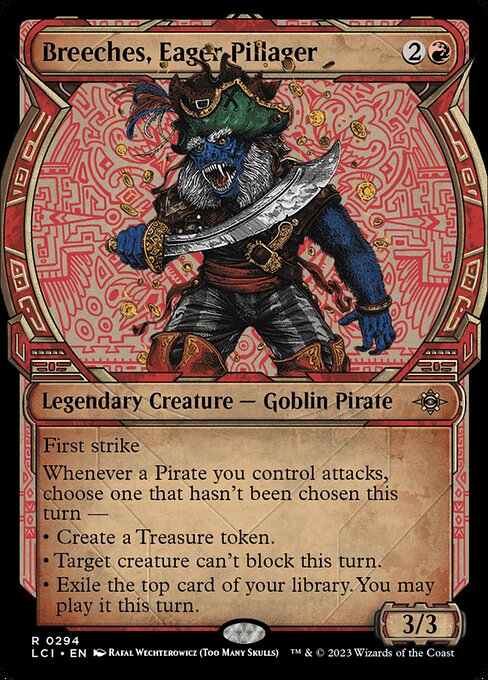 Breeches, Eager Pillager 2
Legendary Creature — Goblin Pirate
First strike
Whenever a Pirate you control attacks,
choose one that hasn't been chosen this
turn —
• Create a Treasure token.
• Target creature can't block this turn.
• Exile the top card of your library. You may
play it this turn.
3/3
R 0294
LCI • EN Rafal Wechterowicz (Too Many Skulls) ™ & © 2023 Wizards of the Coast